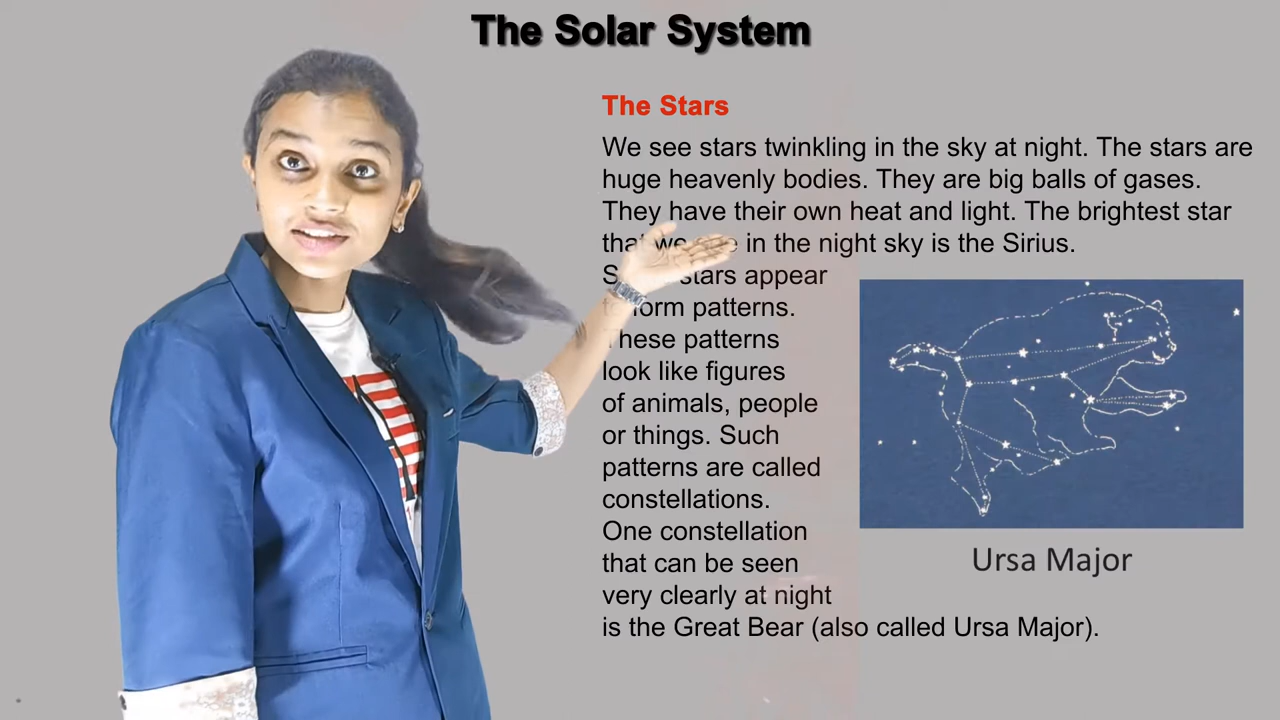 The Solar System
The Stars
We see stars twinkling in the sky at night. The stars are
huge heavenly bodies. They are big balls of gases.
They have their own heat and light. The brightest star
that we in the night sky is the Sirius.
stars appear
form patterns.
These patterns
look like figures
of animals, people
or things. Such
patterns are called
constellations.
One constellation
that can be seen
very clearly at night
is the Great Bear (also called Ursa Major).
Ursa Major